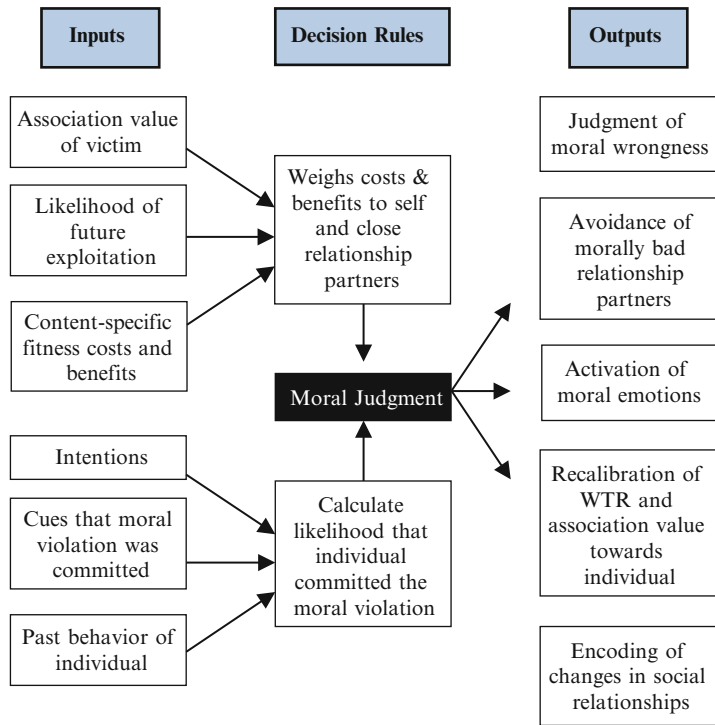 Inputs
Decision Rules
Outputs
Association value
of victim
Likelihood of
future
exploitation
Content-specific
fitness costs and
benefits
Intentions
Cues that moral
violation was
committed
Past behavior of
individual
Weighs costs &
benefits to self
and close
relationship
partners
Moral Judgment
Calculate
likelihood that
individual
committed the
moral violation
Judgment of
moral wrongness
Avoidance of
morally bad
relationship
partners
Activation of
moral emotions
Recalibration of
WTR and
association value
towards
individual
Encoding of
changes in social
relationships